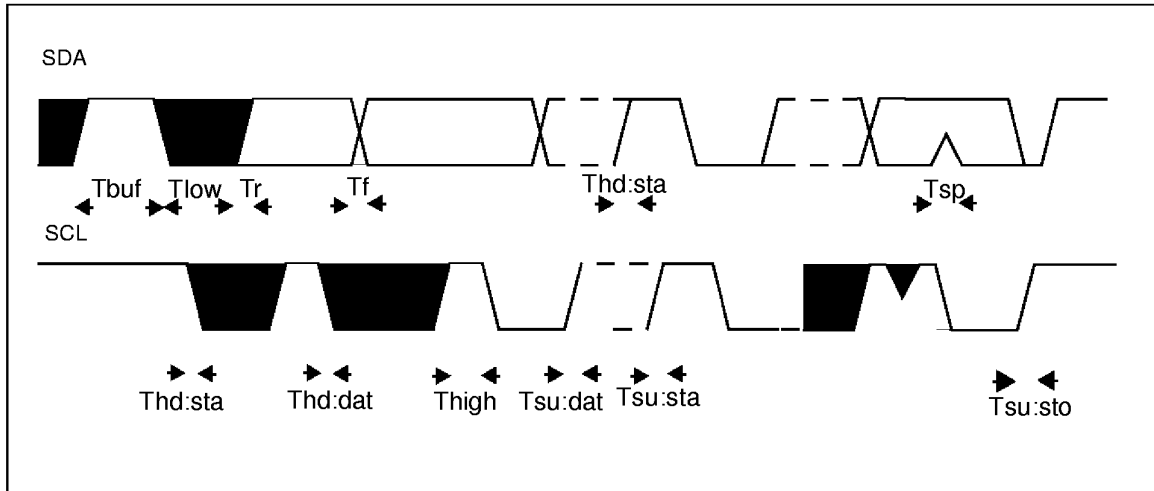 SDA
Tbuf Tlow Tr Tf Thd:sta Tsp
SCL
Thd:sta Thd:dat Thigh Tsu:dat Tsu:sta Tsu:sto